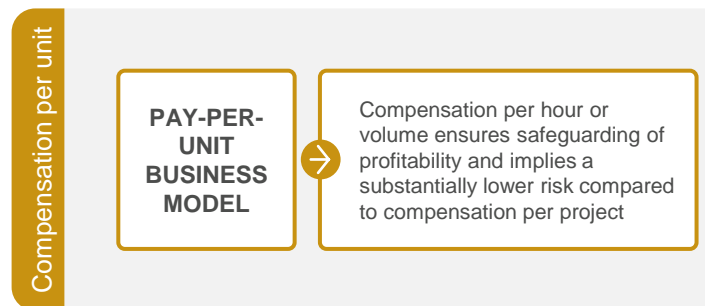 Compensation per unit
PAY-PER-
UNIT
BUSINESS
MODEL
Compensation per hour or
volume ensures safeguarding of
profitability and implies a
substantially lower risk compared
to compensation per project